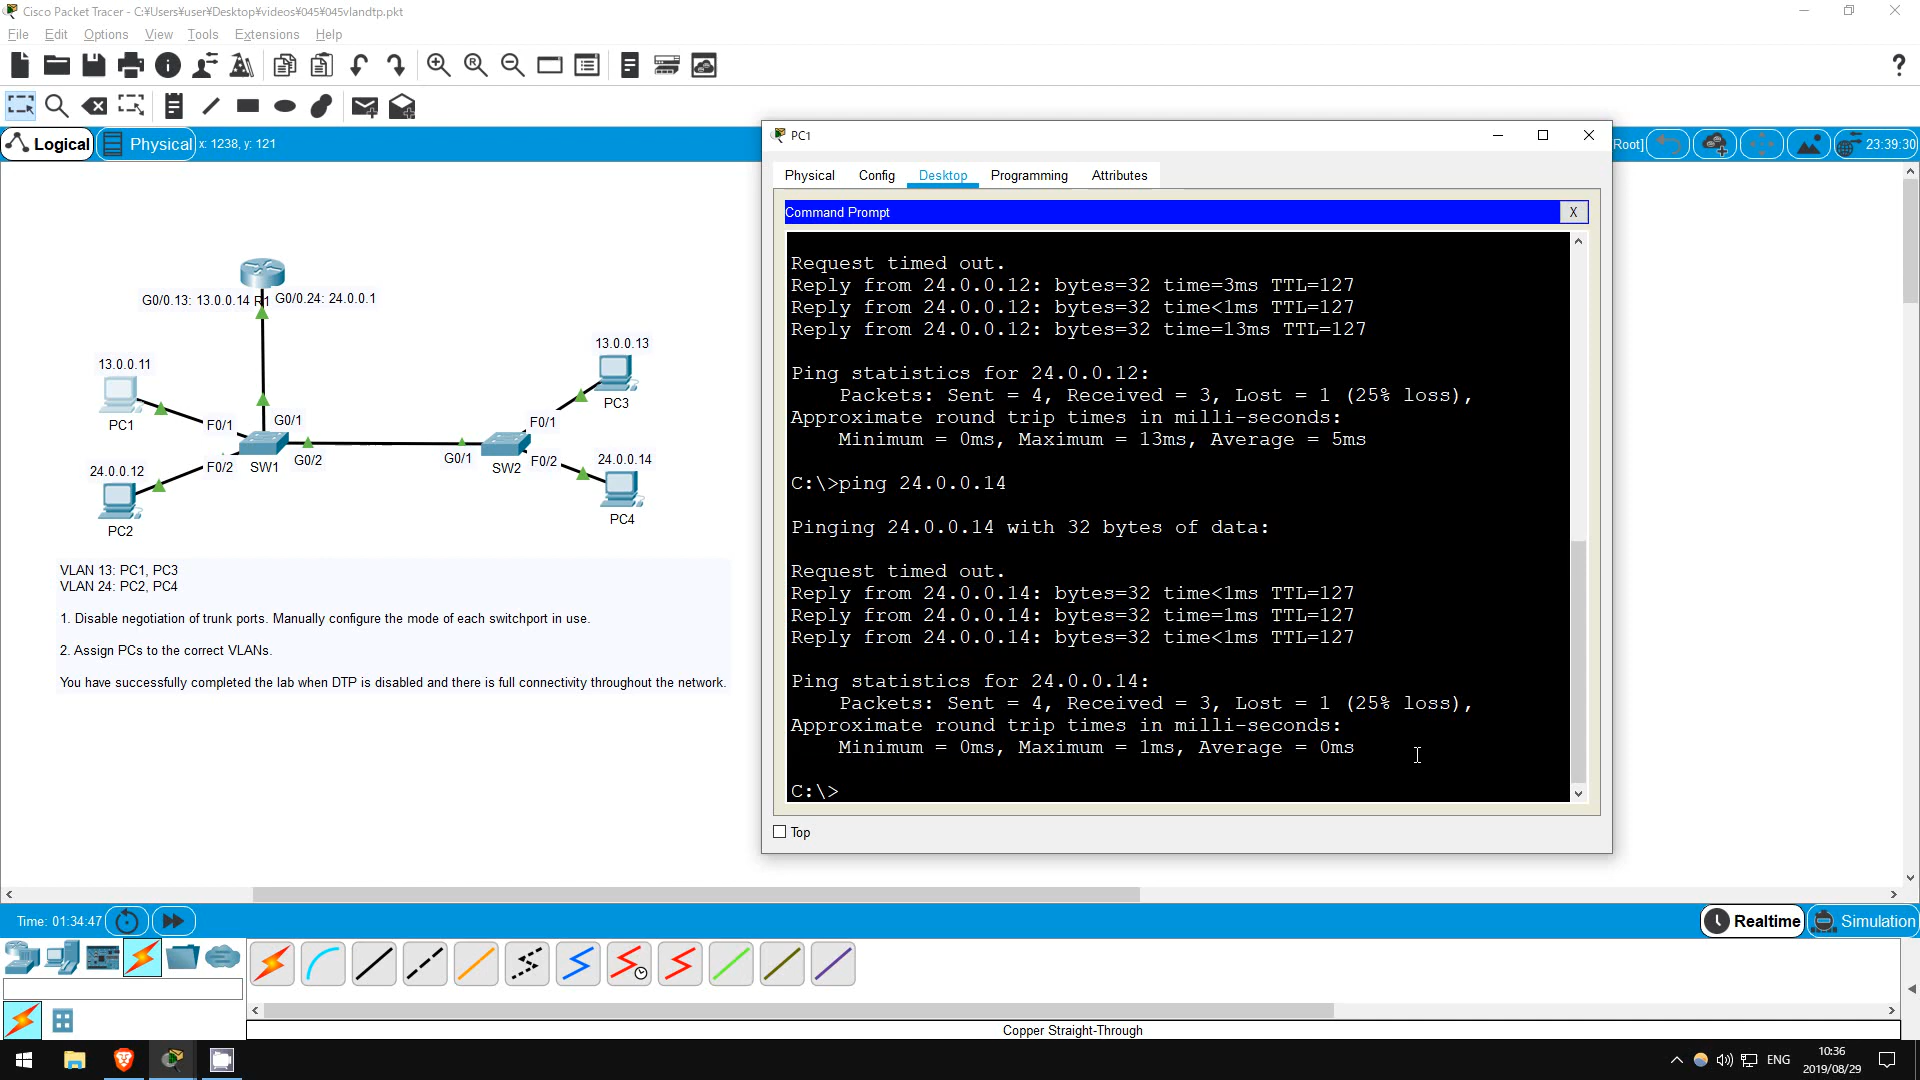 Cisco Packet Tracer - C:¥Users¥user¥Desktop¥videos¥045¥045vlandtp.pkt
File Edit Options View Tools Extensions Help
Logical Physical x: 1238, y: 121
Root] 23:39:30
G0/0.13: 13.0.0.14 R1 G0/0.24: 24.0.0.1
13.0.0.11
PC1
F0/1
G0/1
24.0.0.12
PC2
F0/2
SW1
G0/2
G0/1
SW2
F0/1
F0/2
13.0.0.13
PC3
24.0.0.14
PC4
VLAN 13: PC1, PC3
VLAN 24: PC2, PC4
1. Disable negotiation of trunk ports. Manually configure the mode of each switchport in use.
2. Assign PCs to the correct VLANs.
You have successfully completed the lab when DTP is disabled and there is full connectivity throughout the network.
PC1
Physical Config Desktop Programming Attributes
Command Prompt X
Request timed out.
Reply from 24.0.0.12: bytes=32 time=3ms TTL=127
Reply from 24.0.0.12: bytes=32 time<1ms TTL=127
Reply from 24.0.0.12: bytes=32 time=13ms TTL=127
Ping statistics for 24.0.0.12:
Packets: Sent = 4, Received = 3, Lost = 1 (25% loss),
Approximate round trip times in milli-seconds:
Minimum = 0ms, Maximum = 13ms, Average = 5ms
C:\>ping 24.0.0.14
Pinging 24.0.0.14 with 32 bytes of data:
Request timed out.
Reply from 24.0.0.14: bytes=32 time<1ms TTL=127
Reply from 24.0.0.14: bytes=32 time=1ms TTL=127
Reply from 24.0.0.14: bytes=32 time<1ms TTL=127
Ping statistics for 24.0.0.14:
Packets: Sent = 4, Received = 3, Lost = 1 (25% loss),
Approximate round trip times in milli-seconds:
Minimum = 0ms, Maximum = 1ms, Average = 0ms
C:\>
Top
Time: 01:34:47
Realtime Simulation
Copper Straight-Through
ENG
10:36
2019/08/29